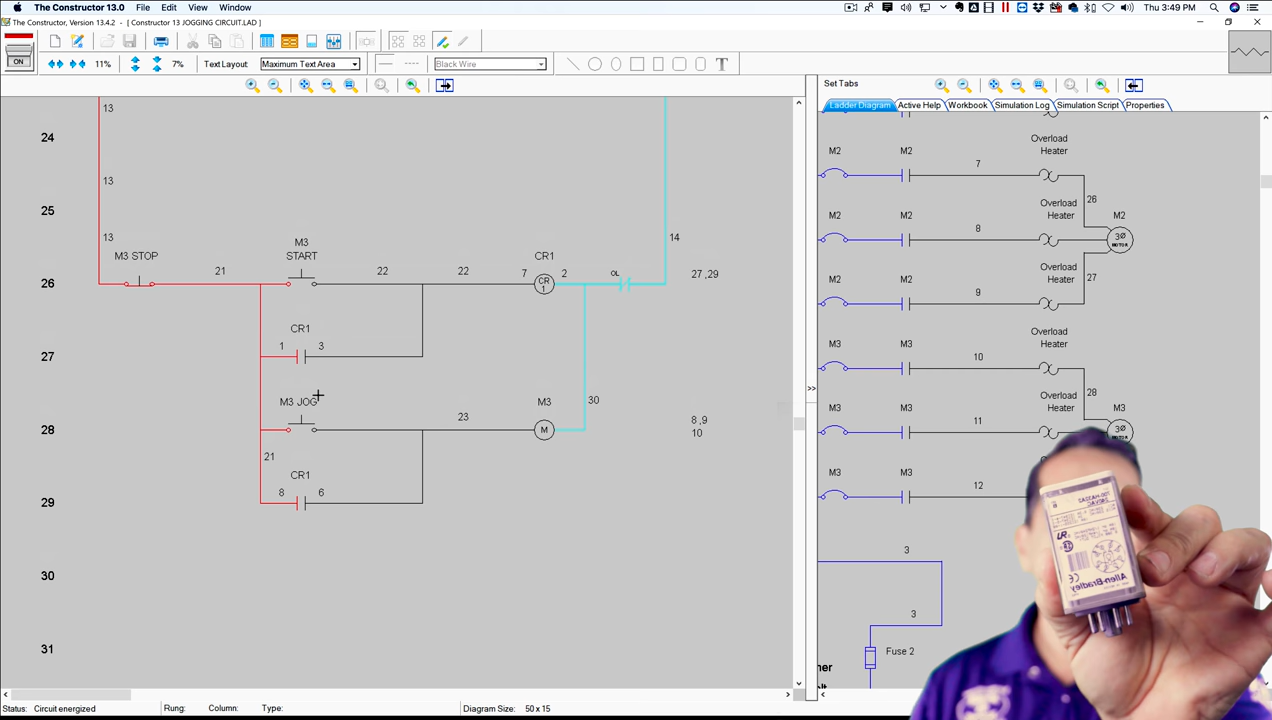 The Constructor 13.0 File Edit Window Thu 3:49 PM
The Constructor, Version 13.4.2 - [ Constructor 13 JOGGING CIRCUIT.LAD ]
ON 11% 7% Text Layout: Maximum Text Area Black Wire T
Set Tabs
Ladder Diagram Active Help Workbook Simulation Log Simulation Script Properties
13
24
13
25
13 14
M3 STOP
M3
START
CR1
21 22 22 7 2 OL 27 ,29
26
CR
1
CR1
1 3
27
M3 JOG 23 M3 30 8 ,9
10
28
M
21
CR1
8 6
29
30
31
Overload
Heater
M2 M2 7
26
Overload
Heater
M2
M2 M2 8
3Ø
MOTOR
Overload
Heater
27
M2 M2 9
Overload
Heater
M3 M3 10
28
Overload
Heater
M3
M3 M3 11
3Ø
M3 M3 12
3
3
Fuse 2
Allen-Bradley
Status: Circuit energized Rung: Column: Type: Diagram Size: 50 x 15